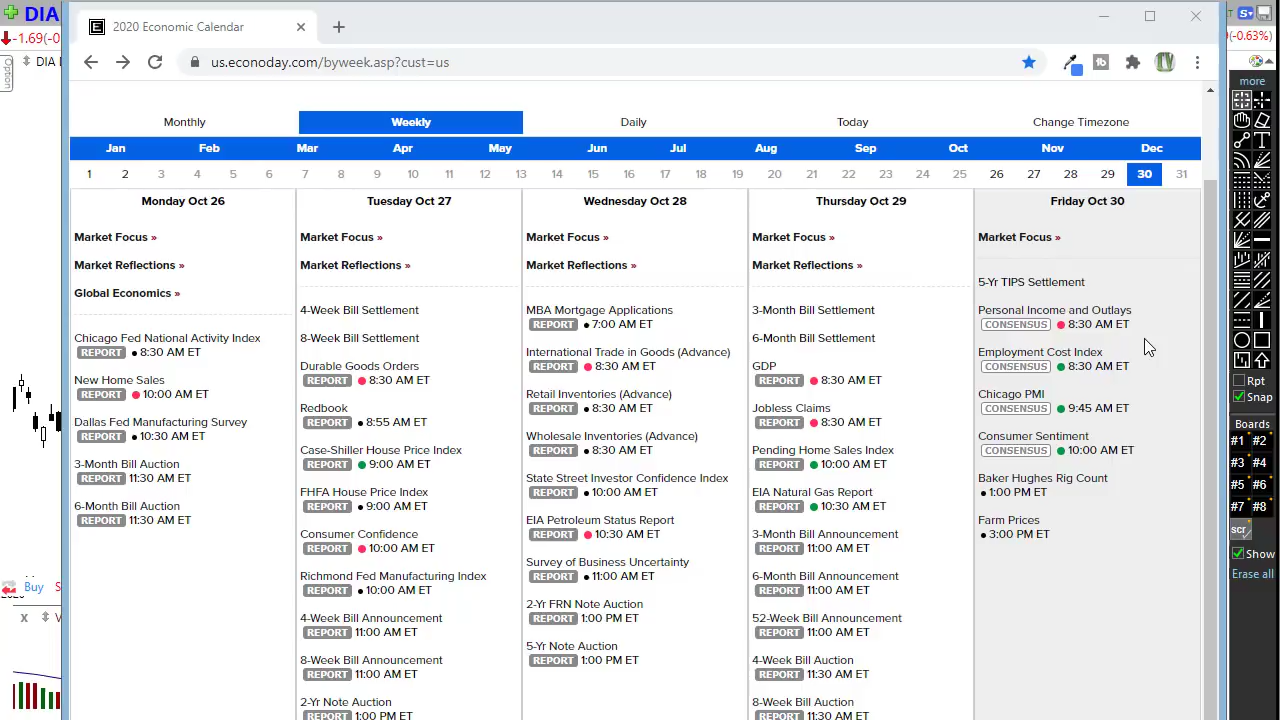 DIA
-1.69(-0
Option
DIA
2020 Economic Calendar
us.econoday.com/byweek.asp?cust=us
(-0.63%)
Monthly
Weekly
Daily
Today
Change Timezone
Jan Feb Mar Apr May Jun Jul Aug Sep Oct Nov Dec
1 2 3 4 5 6 7 8 9 10 11 12 13 14 15 16 17 18 19 20 21 22 23 24 25 26 27 28 29 30 31
Monday Oct 26
Market Focus »
Market Reflections »
Global Economics »
Chicago Fed National Activity Index
REPORT • 8:30 AM ET
New Home Sales
REPORT • 10:00 AM ET
Dallas Fed Manufacturing Survey
REPORT • 10:30 AM ET
3-Month Bill Auction
REPORT 11:30 AM ET
6-Month Bill Auction
REPORT 11:30 AM ET
Tuesday Oct 27
Market Focus »
Market Reflections »
4-Week Bill Settlement
8-Week Bill Settlement
Durable Goods Orders
REPORT • 8:30 AM ET
Redbook
REPORT • 8:55 AM ET
Case-Shiller House Price Index
REPORT • 9:00 AM ET
FHFA House Price Index
REPORT • 9:00 AM ET
Consumer Confidence
REPORT • 10:00 AM ET
Richmond Fed Manufacturing Index
REPORT • 10:00 AM ET
4-Week Bill Announcement
REPORT 11:00 AM ET
8-Week Bill Announcement
REPORT 11:00 AM ET
2-Yr Note Auction
REPORT 1:00 PM ET
Wednesday Oct 28
Market Focus »
Market Reflections »
MBA Mortgage Applications
REPORT • 7:00 AM ET
International Trade in Goods (Advance)
REPORT • 8:30 AM ET
Retail Inventories (Advance)
REPORT • 8:30 AM ET
Wholesale Inventories (Advance)
REPORT • 8:30 AM ET
State Street Investor Confidence Index
REPORT • 10:00 AM ET
EIA Petroleum Status Report
REPORT • 10:30 AM ET
Survey of Business Uncertainty
REPORT • 11:00 AM ET
2-Yr FRN Note Auction
REPORT 1:00 PM ET
5-Yr Note Auction
REPORT 1:00 PM ET
Thursday Oct 29
Market Focus »
Market Reflections »
3-Month Bill Settlement
6-Month Bill Settlement
GDP
REPORT • 8:30 AM ET
Jobless Claims
REPORT • 8:30 AM ET
Pending Home Sales Index
REPORT • 10:00 AM ET
EIA Natural Gas Report
REPORT • 10:30 AM ET
3-Month Bill Announcement
REPORT 11:00 AM ET
6-Month Bill Announcement
REPORT 11:00 AM ET
52-Week Bill Announcement
REPORT 11:00 AM ET
4-Week Bill Auction
REPORT 11:30 AM ET
8-Week Bill Auction
REPORT 11:30 AM ET
Friday Oct 30
Market Focus »
5-Yr TIPS Settlement
Personal Income and Outlays
CONSENSUS • 8:30 AM ET
Employment Cost Index
CONSENSUS • 8:30 AM ET
Chicago PMI
CONSENSUS • 9:45 AM ET
Consumer Sentiment
CONSENSUS • 10:00 AM ET
Baker Hughes Rig Count
• 1:00 PM ET
Farm Prices
• 3:00 PM ET
more
Rpt
Snap
Boards
#1 #2
#3 #4
#5 #6
#7 #8
scr
Show
Erase all
Buy
X